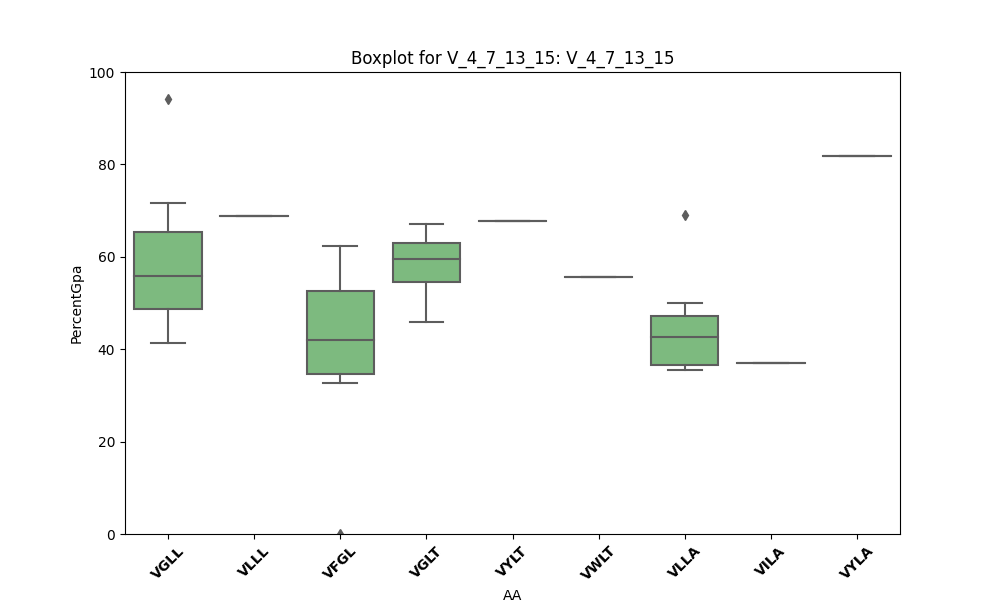 Boxplot for V_4_7_13_15: V_4_7_13_15
100
80
60
40
20
0
PercentGpa
VGLL VLLL VFGL VGLT VYLT VWLT VLLA VILA VYLA
AA